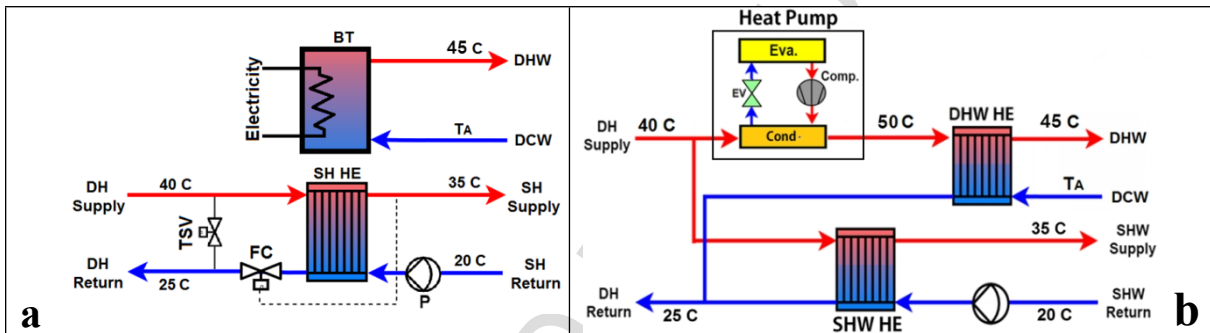 BT
45 C
DHW
Electricity
TA
DCW
SH HE
40 C
35 C
DH
Supply
SH
Supply
TSV
FC
20 C
DH
Return
25 C
P
SH
Return
a
Heat Pump
Eva.
EV
Comp.
Cond.
DH
Supply
40 C
50 C
DHW HE
45 C
DHW
TA
DCW
35 C
SHW
Supply
DH
Return
25 C
SHW HE
20 C
SHW
Return
b